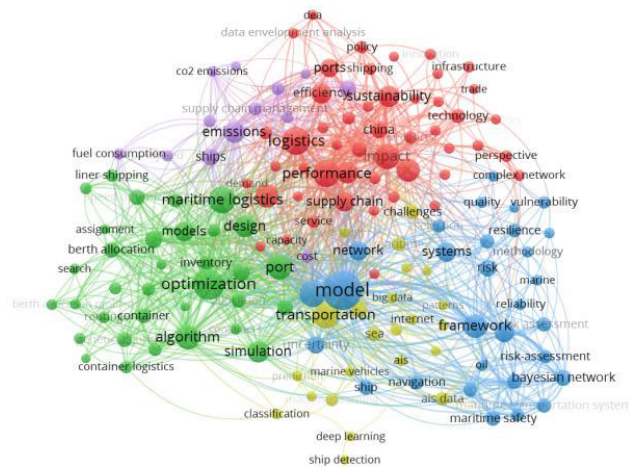 dea
data envelopment analysis
policy
innovation
ports
shipping
infrastructure
co2 emissions
efficiency
sustainability
trade
supply chain management
technology
emissions
china
logistics
impact
fuel consumption
ships
perspective
liner shipping
performance
complex network
demand
maritime logistics
supply chain
quality
vulnerability
challenges
assignment
models
design
service
resilience
berth allocation
capacity
network
systems
methodology
search
inventory
port
cost
risk
marine
optimization
model
big data
patterns
reliability
container
transportation
internet
framework
algorithm
sea
simulation
uncertainty
ais
oil
risk-assessment
container logistics
marine vehicles
bayesian network
prediction
ship
navigation
ais data
classification
maritime safety
deep learning
ship detection